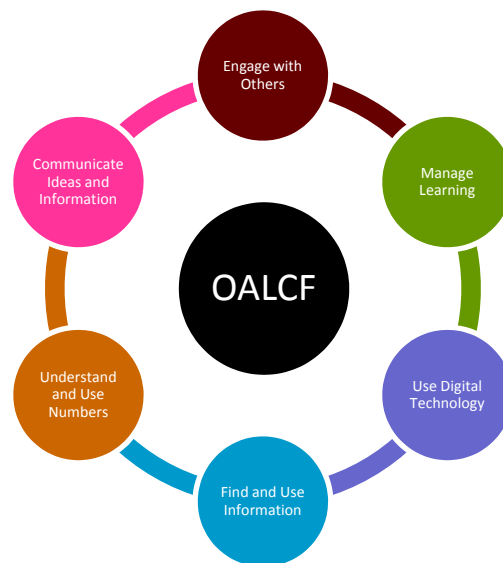 Engage with
Others
Manage
Learning
Use Digital
Technology
Find and Use
Information
Understand
and Use
Numbers
Communicate
Ideas and
Information
OALCF